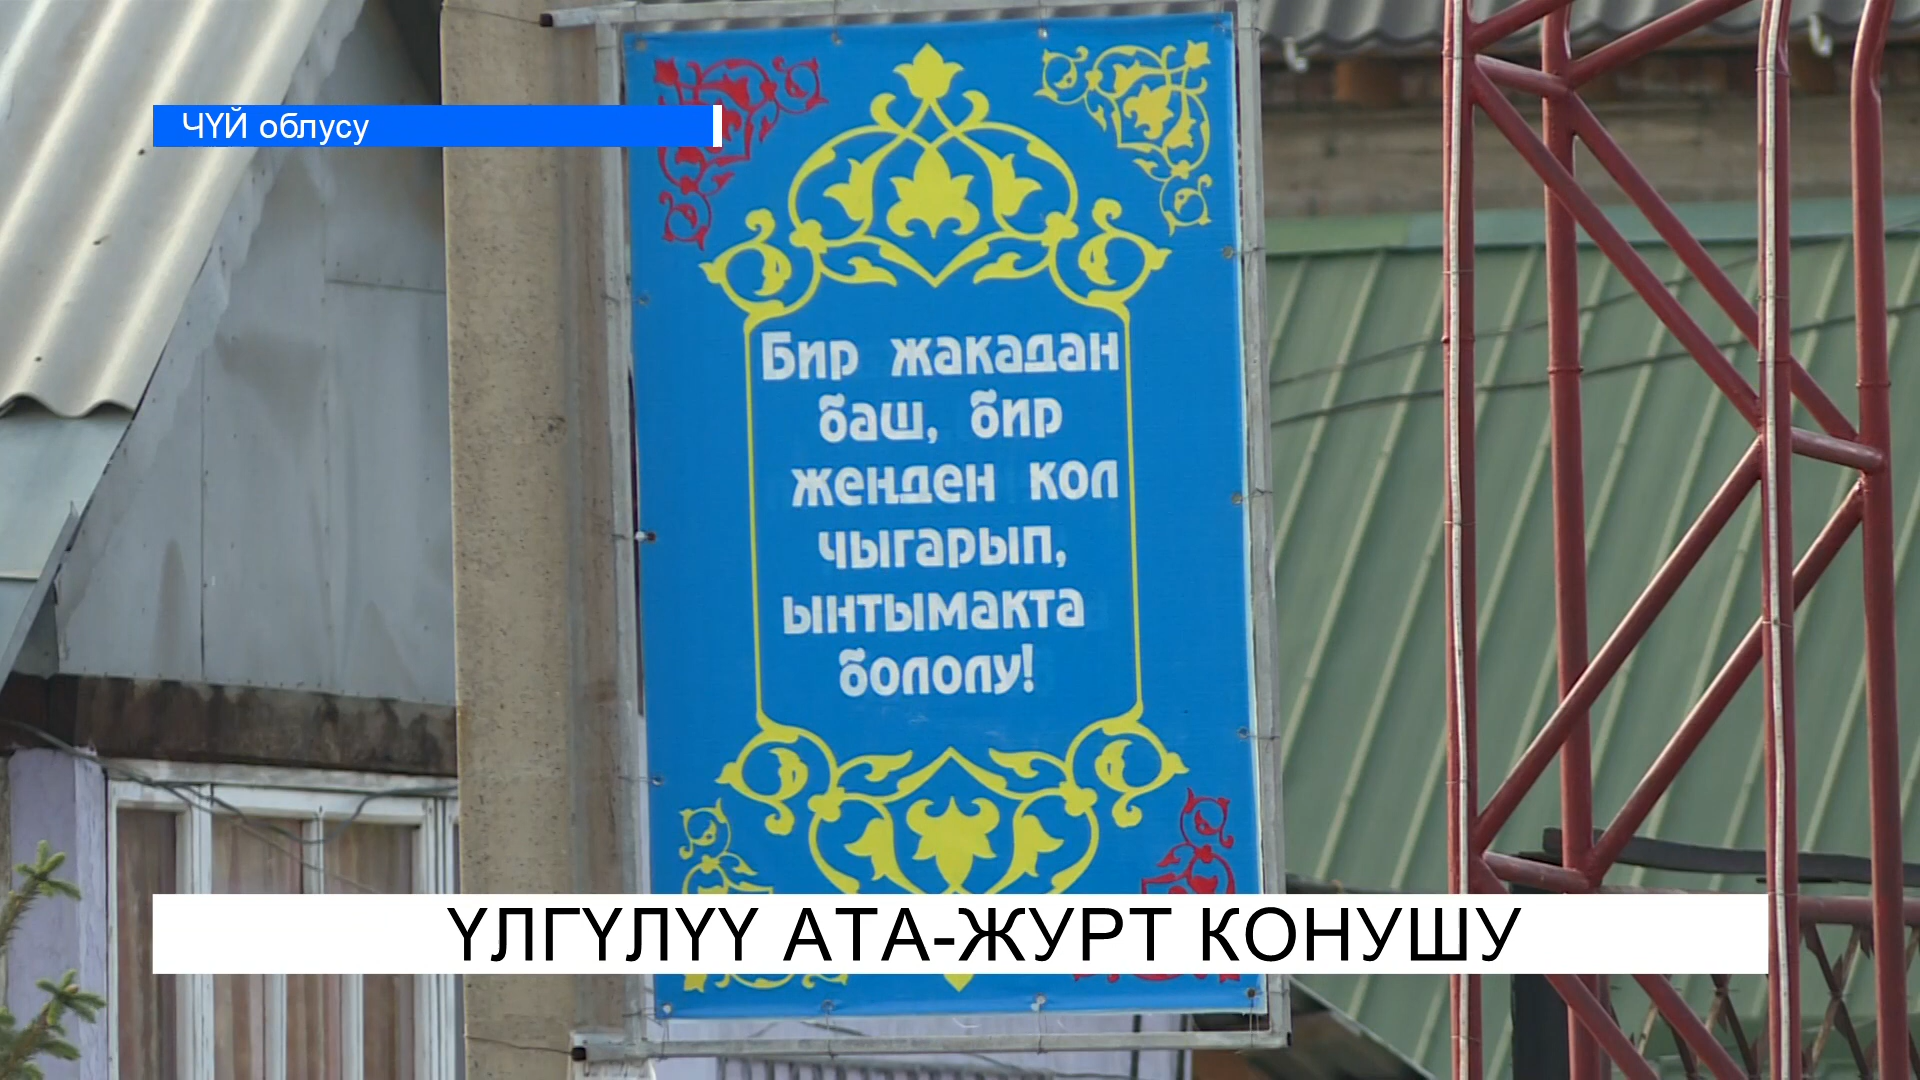 ЧҮЙ облусу
Бир жакадан
баш, бир
жеңден кол
чыгарып,
ынтымакта
бололу!
ҮЛГҮЛҮҮ АТА-ЖУРТ КОНУШУ